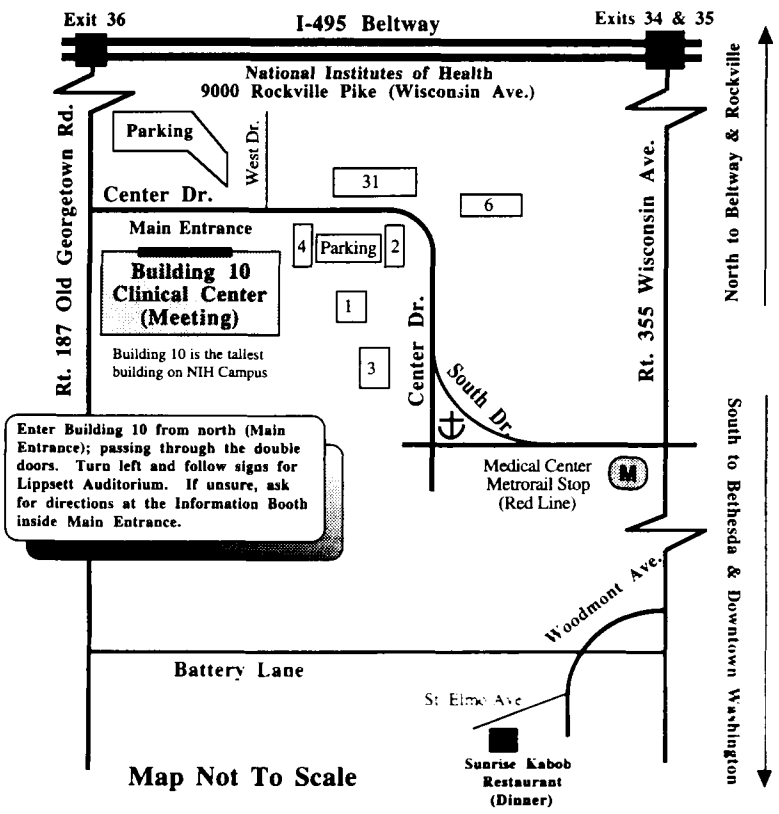 Exit 36
I-495 Beltway
Exits 34 & 35
National Institutes of Health
9000 Rockville Pike (Wisconsin Ave.)
North to Beltway & Rockville
Parking
West Dr.
31
6
Center Dr.
Main Entrance
4
Parking
2
Building 10
Clinical Center
(Meeting)
1
3
Building 10 is the tallest
building on NIH Campus
Rt. 187 Old Georgetown Rd.
Center Dr.
South Dr.
Rt. 355 Wisconsin Ave.
Enter Building 10 from north (Main
Entrance); passing through the double
doors. Turn left and follow signs for
Lippsett Auditorium. If unsure, ask
for directions at the Information Booth
inside Main Entrance.
Medical Center
Metrorail Stop
(Red Line)
M
South to Bethesda & Downtown Washington
Woodmont Ave.
Battery Lane
St. Elmo Ave
Sunrise Kabob
Restaurant
(Dinner)
Map Not To Scale